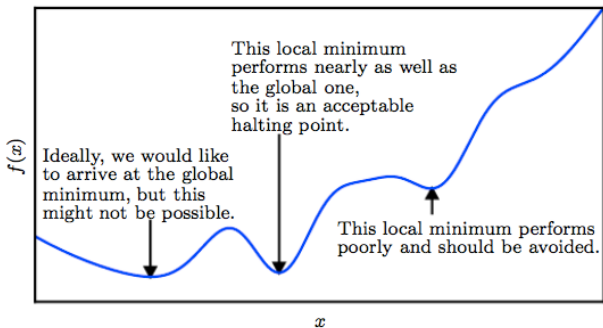 This local minimum
performs nearly as well as
the global one,
so it is an acceptable
halting point.
Ideally, we would like
to arrive at the global
minimum, but this
might not be possible.
This local minimum performs
poorly and should be avoided.
f(x)
x